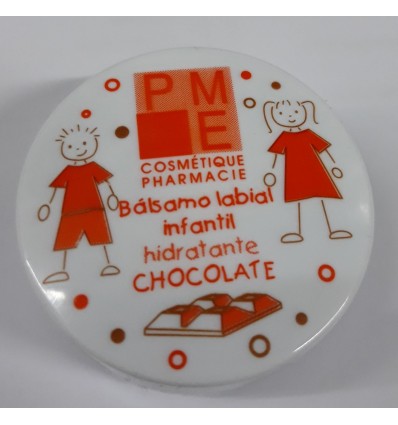 PM
E
COSMÉTIQUE
PHARMACIE
Bálsamo labial
infantil
hidratante
CHOCOLATE